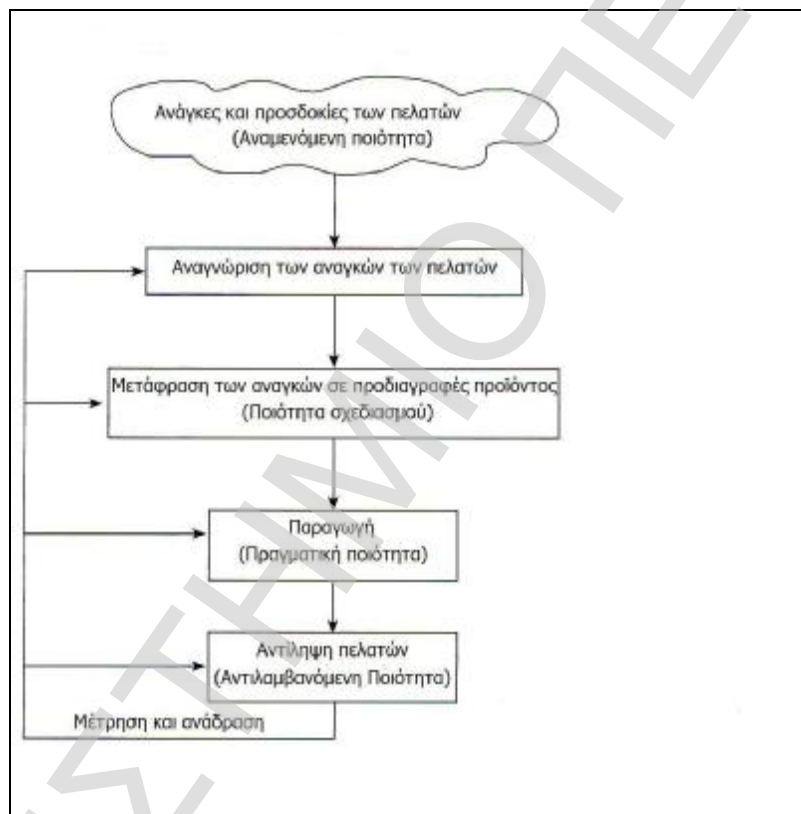 Ανάγκες και προσδοκίες των πελατών
(Αναμενόμενη ποιότητα)
Αναγνώριση των αναγκών των πελατών
Μετάφραση των αναγκών σε προδιαγραφές προϊόντος
(Ποιότητα σχεδιασμού)
Παραγωγή
(Πραγματική ποιότητα)
Αντίληψη πελατών
(Αντιλαμβανόμενη Ποιότητα)
Μέτρηση και ανάδραση